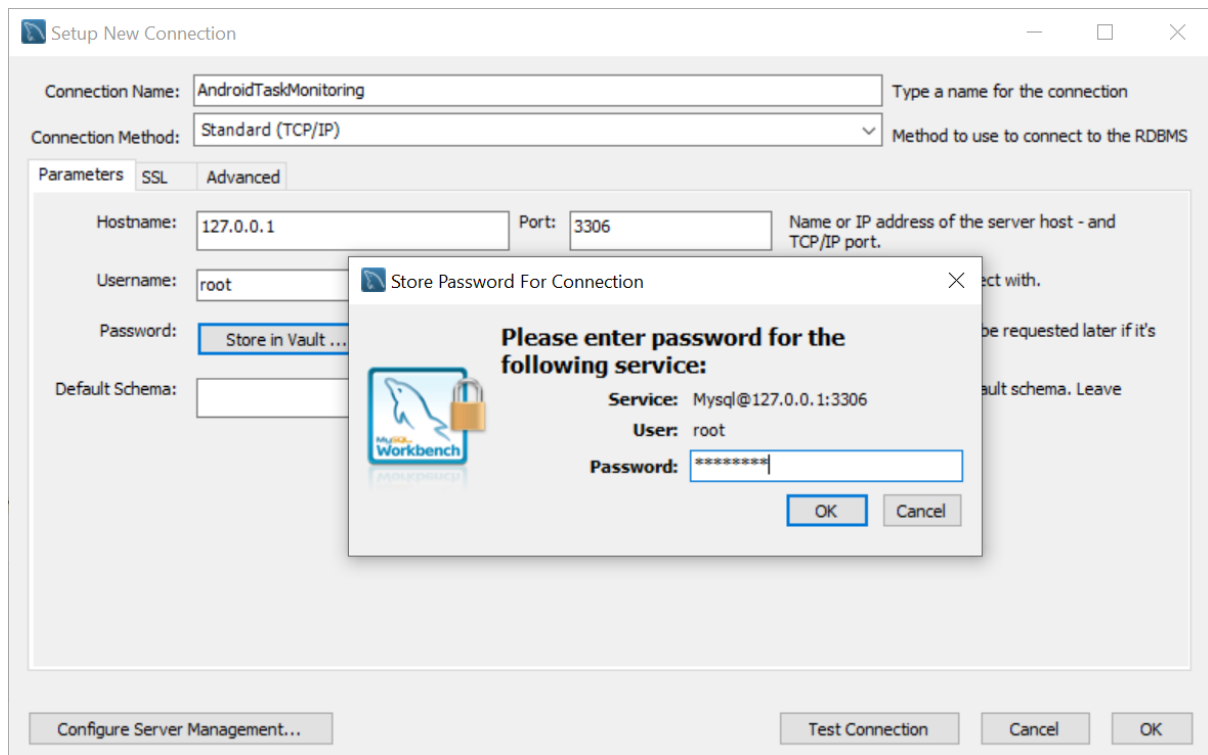 Setup New Connection
Connection Name: AndroidTaskMonitoring Type a name for the connection
Connection Method: Standard (TCP/IP) Method to use to connect to the RDBMS
Parameters SSL Advanced
Hostname: 127.0.0.1 Port: 3306 Name or IP address of the server host - and
TCP/IP port.
Username: root ect with.
Password: Store in Vault ... be requested later if it's
Default Schema: ault schema. Leave
Store Password For Connection
Please enter password for the
following service:
Service: Mysql@127.0.0.1:3306
User: root
Password: ********
MySQL
Workbench
OK Cancel
Configure Server Management... Test Connection Cancel OK